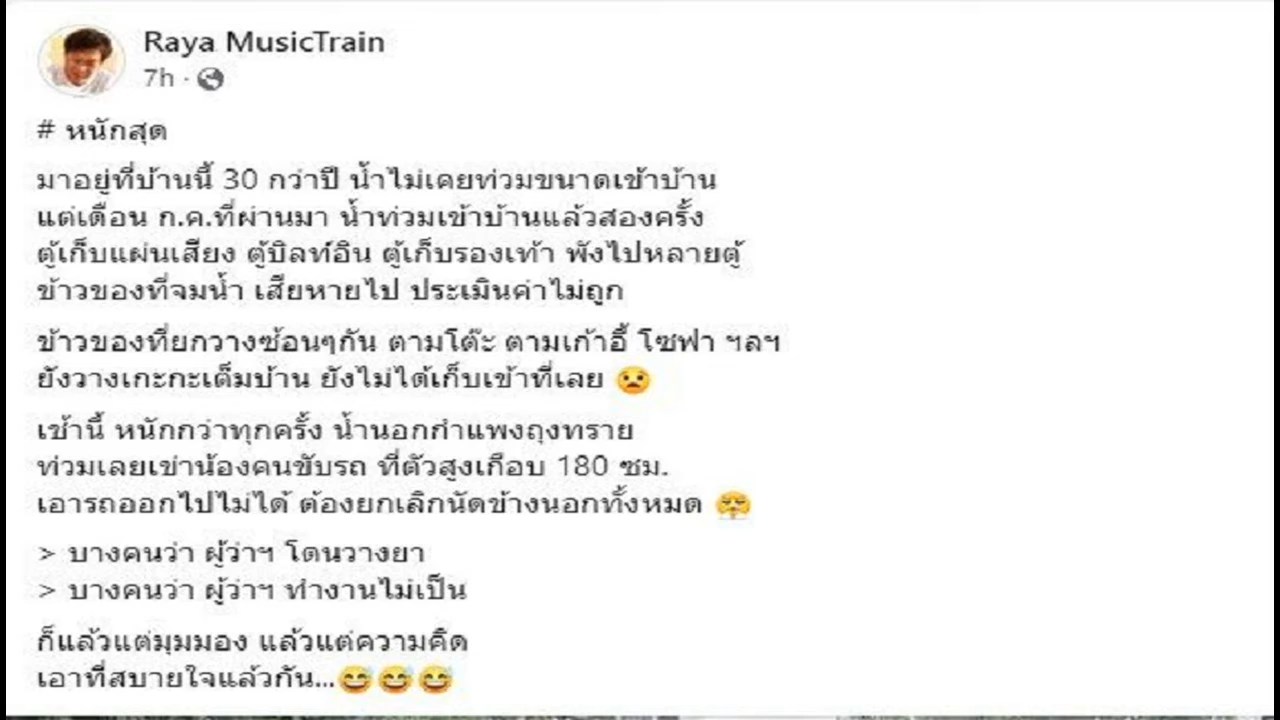 Raya MusicTrain
7h ·
# หนักสุด
มาอยู่ที่บ้านนี้ 30 กว่าปี น้ำไม่เคยท่วมขนาดเข้าบ้าน
แต่เดือน ก.ค.ที่ผ่านมา น้ำท่วมเข้าบ้านแล้วสองครั้ง
ตู้เก็บแผ่นเสียง ตู้บิลท์อิน ตู้เก็บรองเท้า พังไปหลายตู้
ข้าวของที่จมน้ำ เสียหายไป ประเมินค่าไม่ถูก
ข้าวของที่ยกวางซ้อนๆกัน ตามโต๊ะ ตามเก้าอี้ โซฟา ฯลฯ
ยังวางเกะกะเต็มบ้าน ยังไม่ได้เก็บเข้าที่เลย 😟
เช้านี้ หนักกว่าทุกครั้ง น้ำนอกกำแพงถุงทราย
ท่วมเลยเข่าน้องคนขับรถ ที่ตัวสูงเกือบ 180 ซม.
เอารถออกไปไม่ได้ ต้องยกเลิกนัดข้างนอกทั้งหมด 😤
> บางคนว่า ผู้ว่าฯ โดนวางยา
> บางคนว่า ผู้ว่าฯ ทำงานไม่เป็น
ก็แล้วแต่มุมมอง แล้วแต่ความคิด
เอาที่สบายใจแล้วกัน...😅😅😅